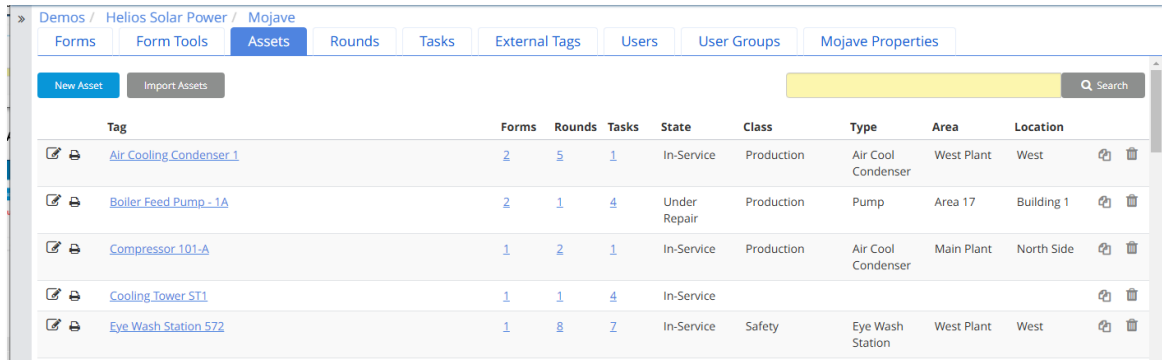 » Demos / Helios Solar Power / Mojave
Forms Form Tools Assets Rounds Tasks External Tags Users User Groups Mojave Properties
New Asset Import Assets Search
Tag Forms Rounds Tasks State Class Type Area Location
Air Cooling Condenser 1 2 5 1 In-Service Production Air Cool West Plant West
Condenser
Boiler Feed Pump - 1A 2 1 4 Under Production Pump Area 17 Building 1
Repair
Compressor 101-A 1 2 1 In-Service Production Air Cool Main Plant North Side
Condenser
Cooling Tower ST1 1 1 4 In-Service
Eye Wash Station 572 1 8 7 In-Service Safety Eye Wash West Plant West
Station